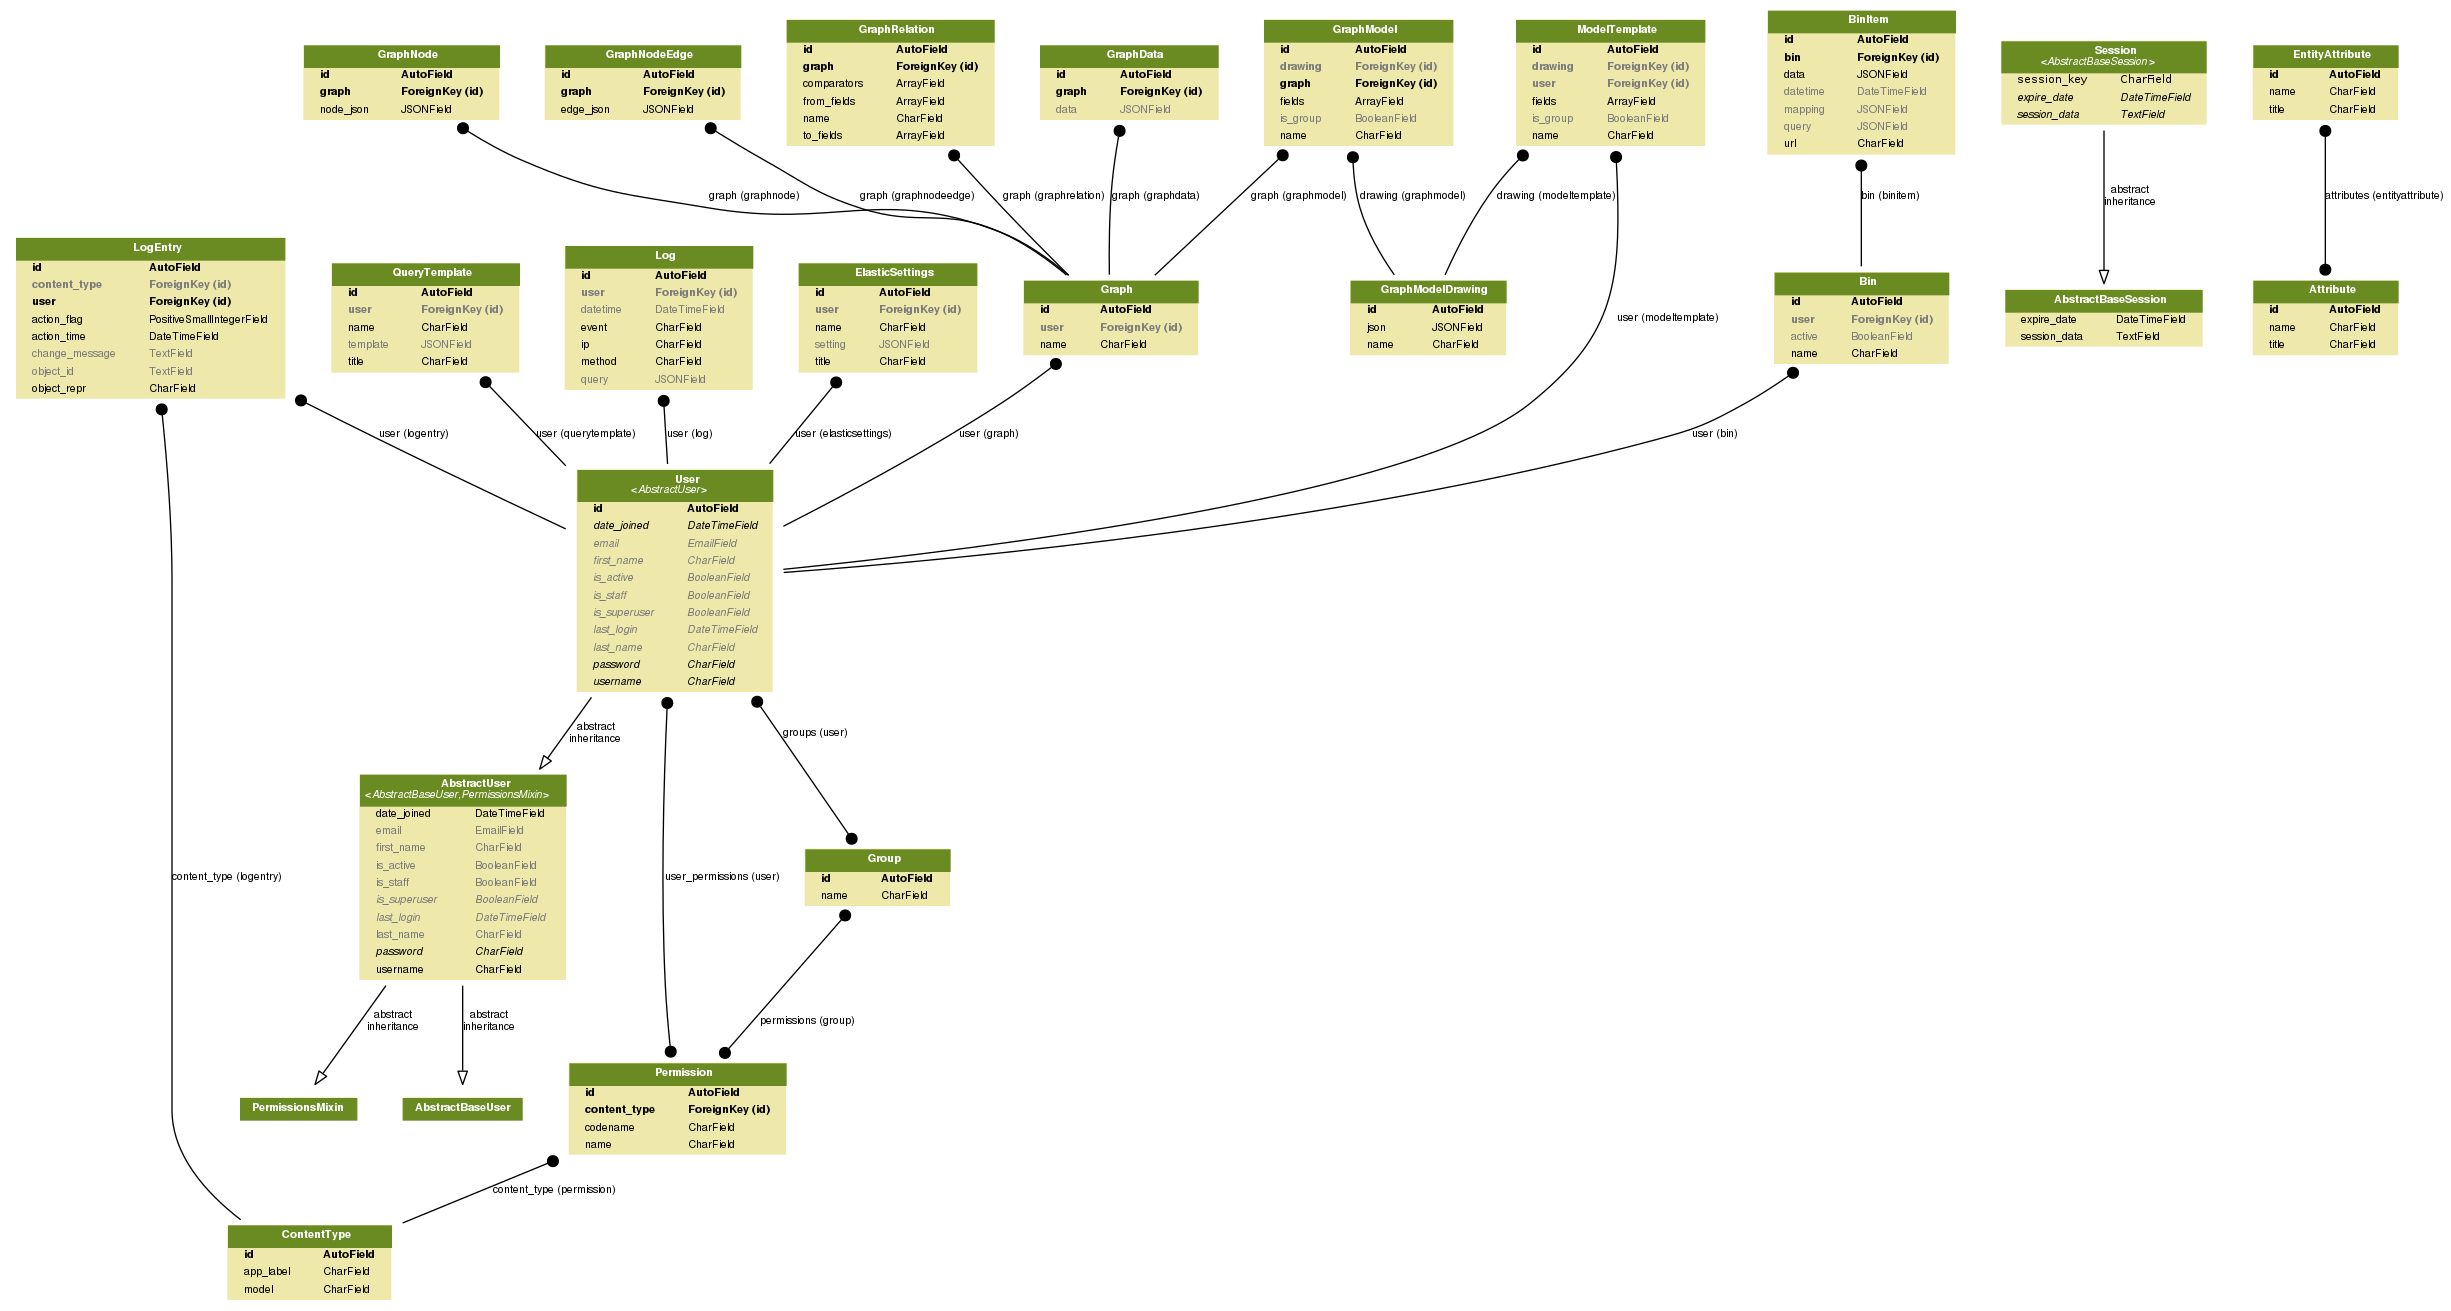 GraphNode
id AutoField
graph ForeignKey (id)
node_json JSONField
GraphNodeEdge
id AutoField
graph ForeignKey (id)
edge_json JSONField
GraphRelation
id AutoField
graph ForeignKey (id)
comparators ArrayField
from_fields ArrayField
name CharField
to_fields ArrayField
GraphData
id AutoField
graph ForeignKey (id)
data JSONField
GraphModel
id AutoField
drawing ForeignKey (id)
graph ForeignKey (id)
fields ArrayField
is_group BooleanField
name CharField
ModelTemplate
id AutoField
drawing ForeignKey (id)
user ForeignKey (id)
fields ArrayField
is_group BooleanField
name CharField
BinItem
id AutoField
bin ForeignKey (id)
data JSONField
datetime DateTimeField
mapping JSONField
query JSONField
url CharField
Session
<AbstractBaseSession>
session_key CharField
expire_date DateTimeField
session_data TextField
EntityAttribute
id AutoField
name CharField
title CharField
graph (graphnode)
graph (graphnodeedge)
graph (graphrelation)
graph (graphdata)
graph (graphmodel)
drawing (graphmodel)
drawing (modeltemplate)
bin (binitem)
abstract
inheritance
attributes (entityattribute)
LogEntry
id AutoField
content_type ForeignKey (id)
user ForeignKey (id)
action_flag PositiveSmallIntegerField
action_time DateTimeField
change_message TextField
object_id TextField
object_repr CharField
QueryTemplate
id AutoField
user ForeignKey (id)
name CharField
template JSONField
title CharField
Log
id AutoField
user ForeignKey (id)
datetime DateTimeField
event CharField
ip CharField
method CharField
query JSONField
ElasticSettings
id AutoField
user ForeignKey (id)
name CharField
setting JSONField
title CharField
Graph
id AutoField
user ForeignKey (id)
name CharField
GraphModelDrawing
id AutoField
json JSONField
name CharField
user (modeltemplate)
Bin
id AutoField
user ForeignKey (id)
active BooleanField
name CharField
AbstractBaseSession
expire_date DateTimeField
session_data TextField
Attribute
id AutoField
name CharField
title CharField
user (logentry)
user (querytemplate)
user (log)
user (elasticsettings)
user (graph)
user (bin)
User
<AbstractUser>
id AutoField
date_joined DateTimeField
email EmailField
first_name CharField
is_active BooleanField
is_staff BooleanField
is_superuser BooleanField
last_login DateTimeField
last_name CharField
password CharField
username CharField
abstract
inheritance
groups (user)
AbstractUser
<AbstractBaseUser,PermissionsMixin>
date_joined DateTimeField
email EmailField
first_name CharField
is_active BooleanField
is_staff BooleanField
is_superuser BooleanField
last_login DateTimeField
last_name CharField
password CharField
username CharField
content_type (logentry)
user_permissions (user)
Group
id AutoField
name CharField
abstract
inheritance
abstract
inheritance
permissions (group)
PermissionsMixin
AbstractBaseUser
Permission
id AutoField
content_type ForeignKey (id)
codename CharField
name CharField
content_type (permission)
ContentType
id AutoField
app_label CharField
model CharField